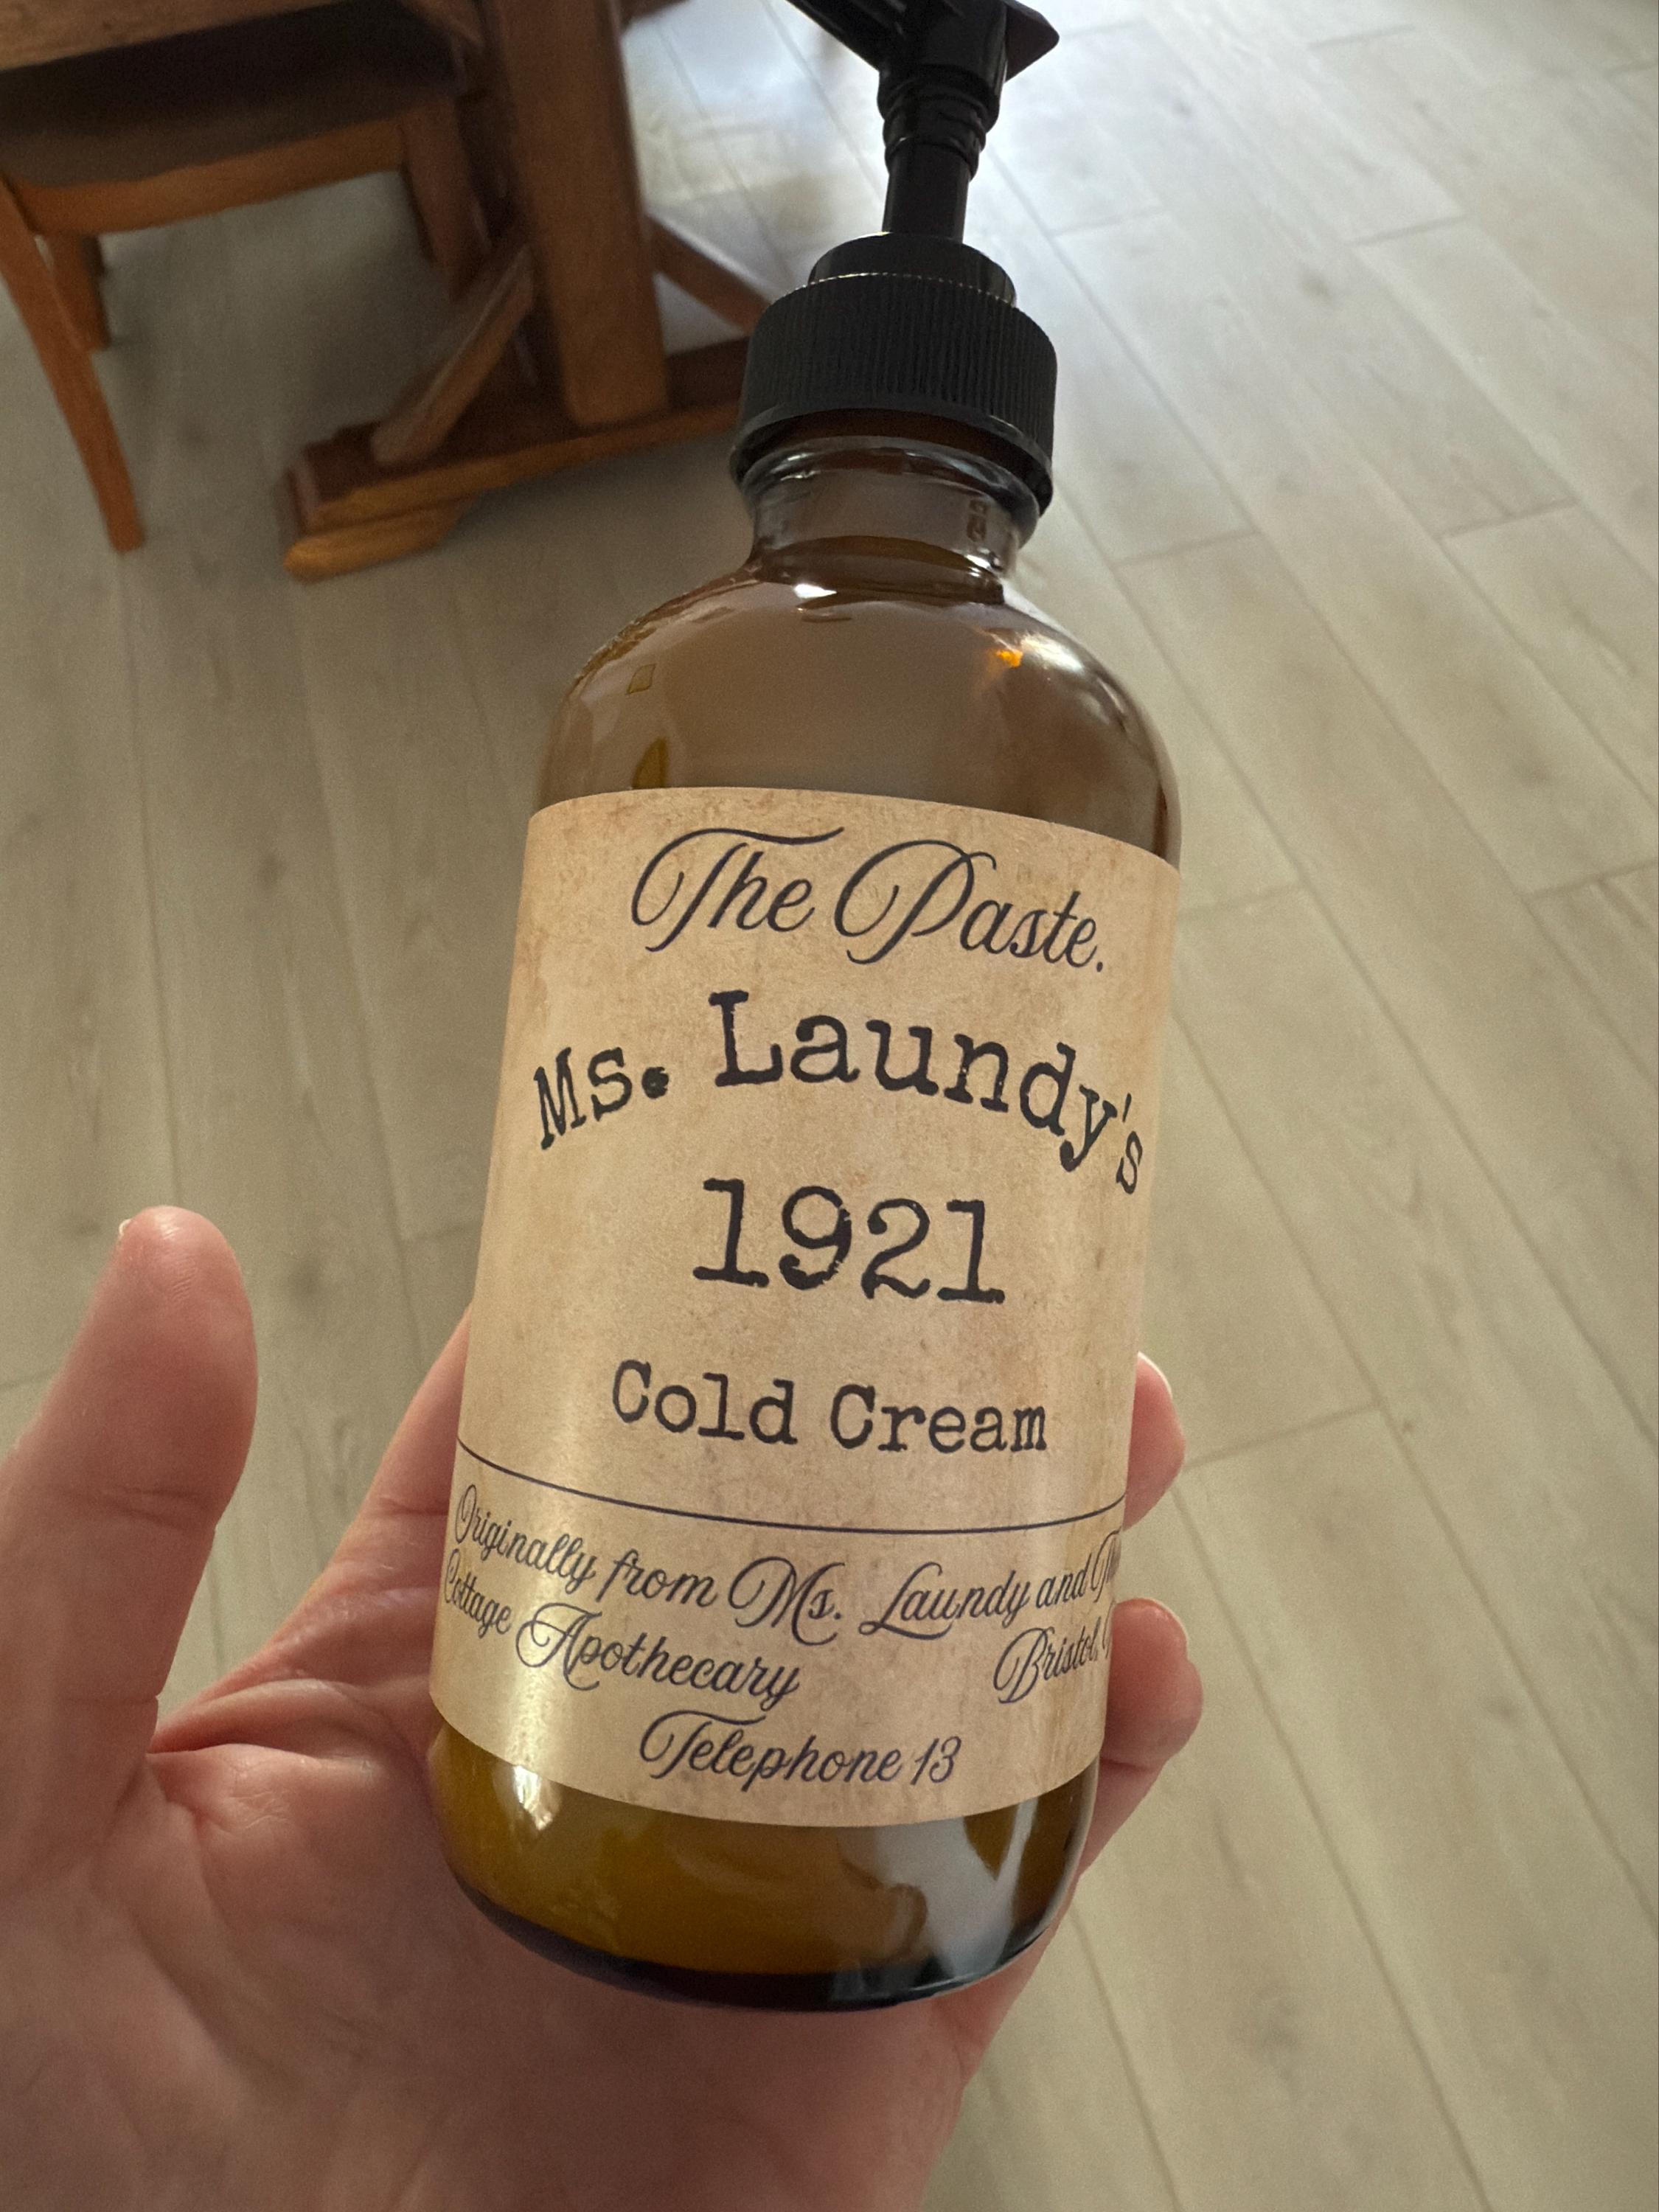 The Paste.
Ms. Laundy's
1921
Cold Cream
Originally from Ms. Laundy and
Cottage Apothecary Bristol,
Telephone 13